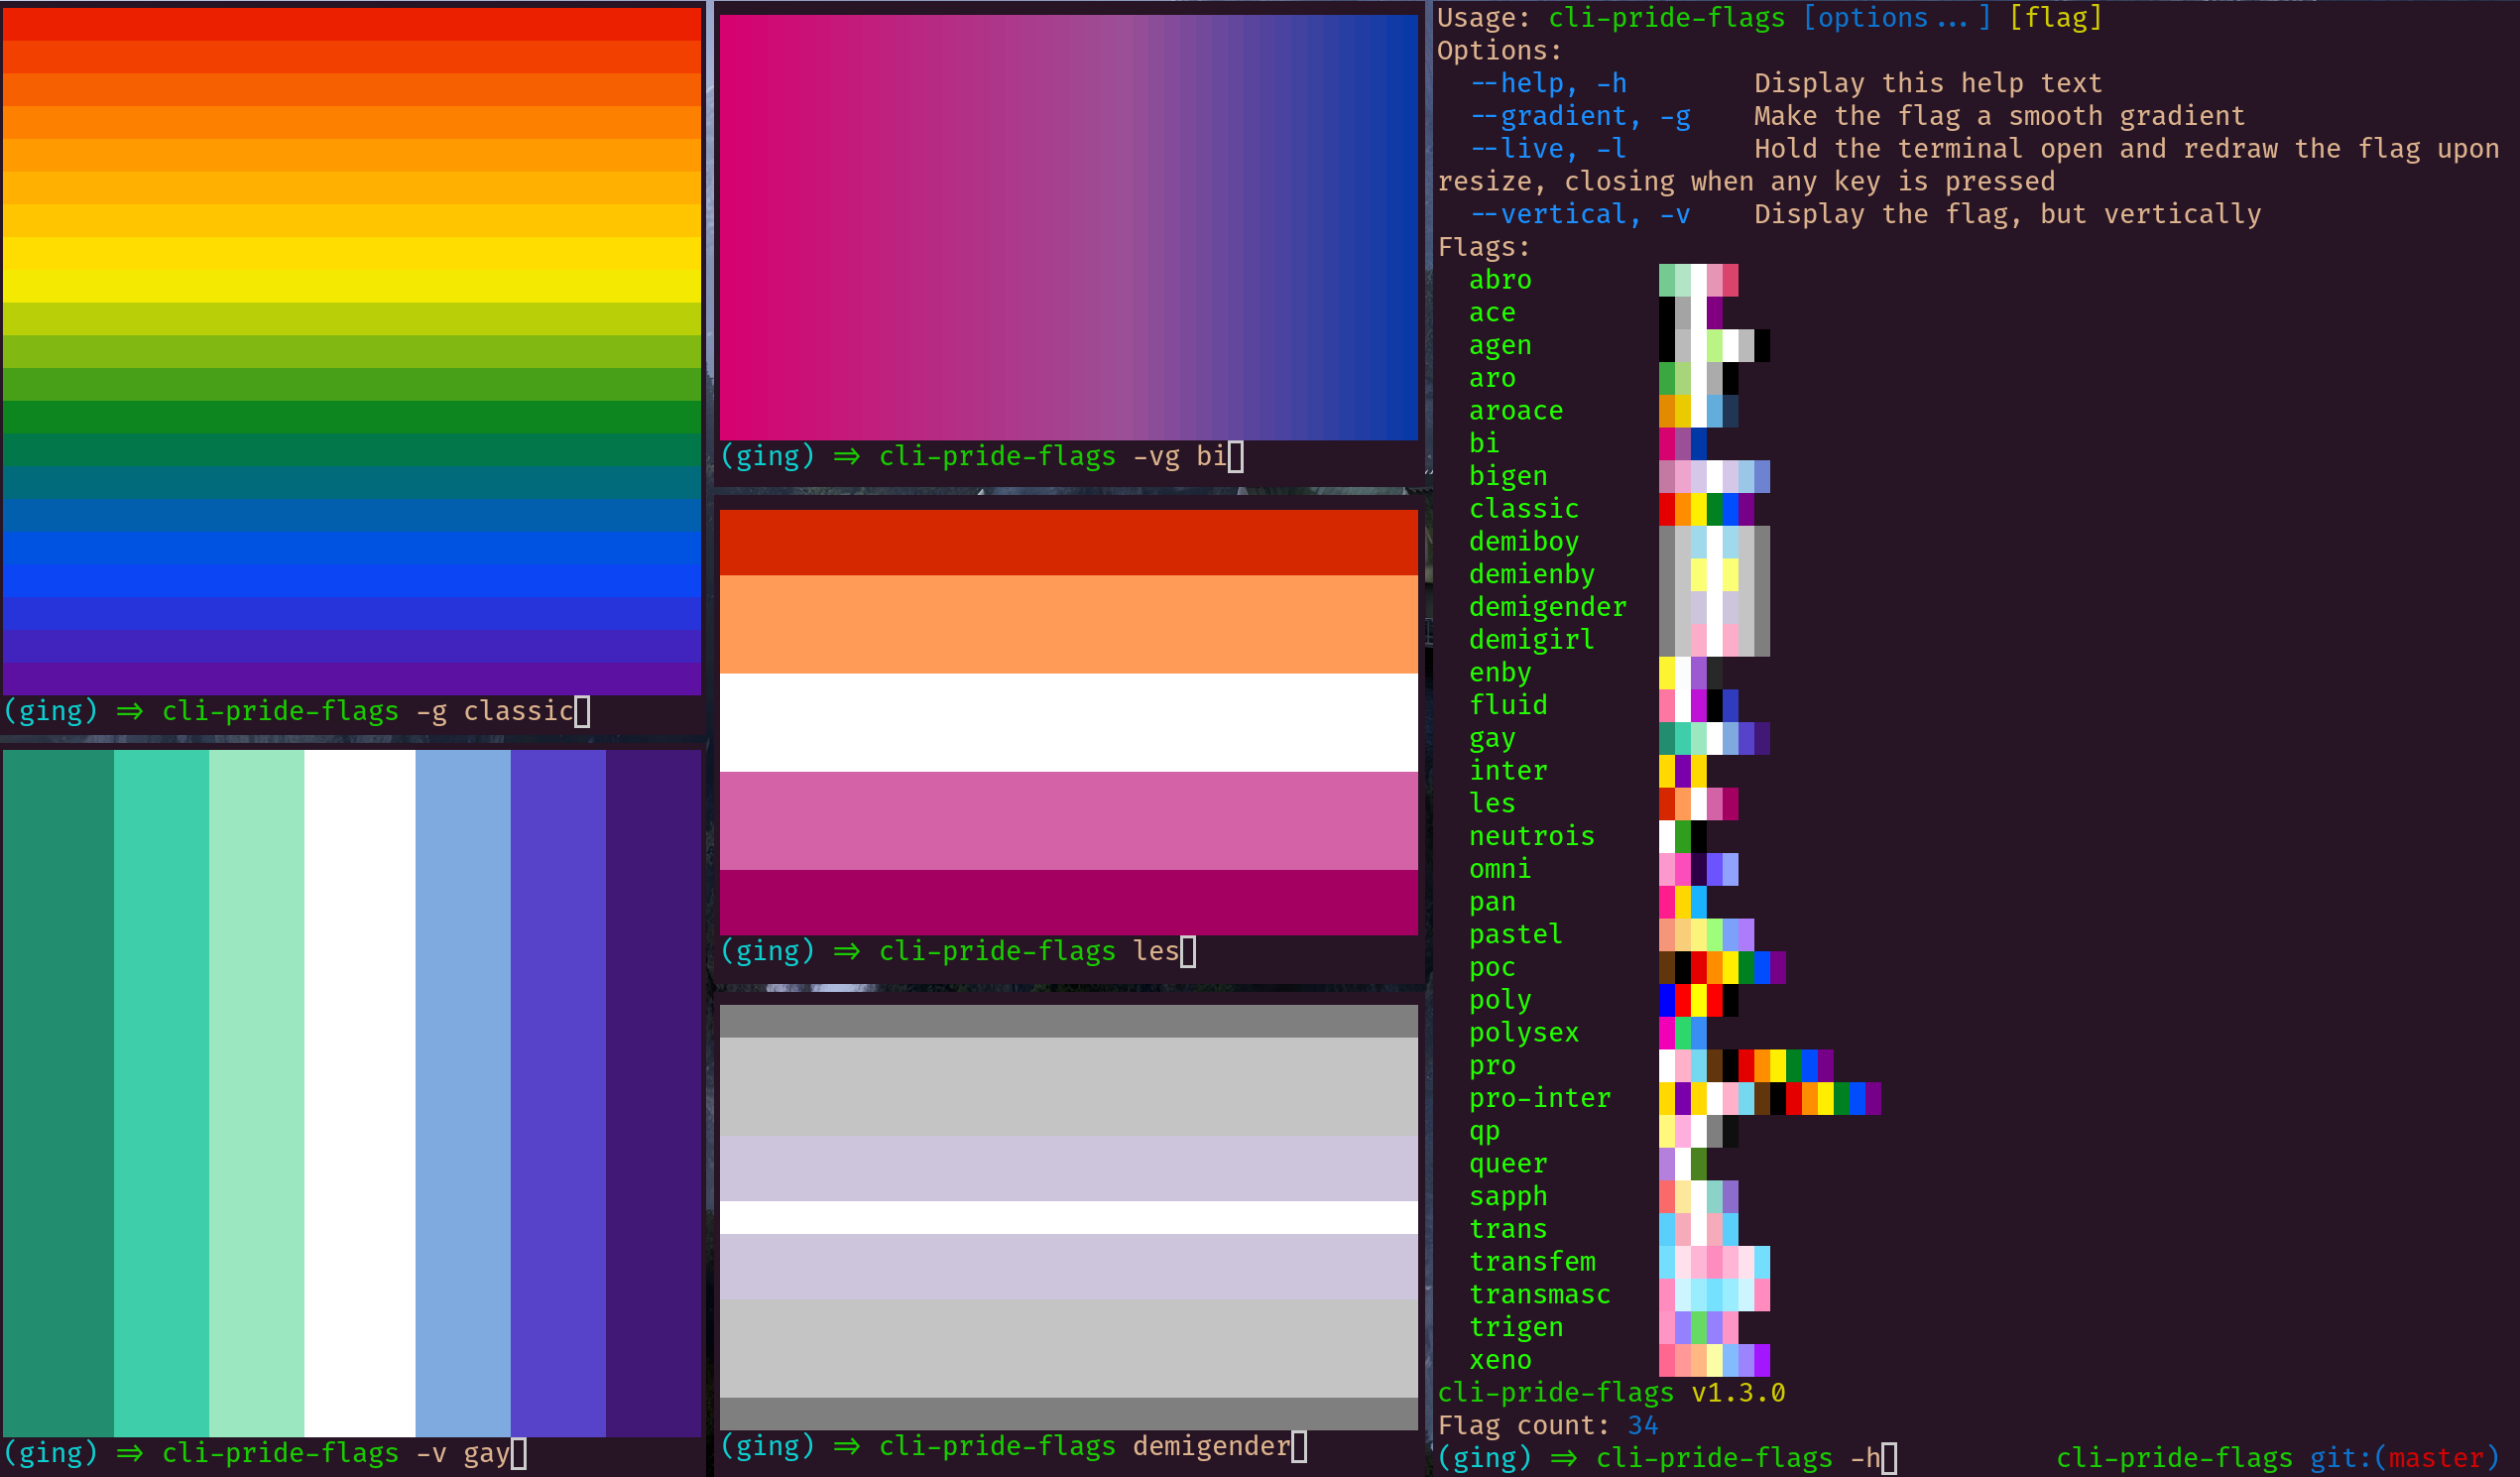 (ging) => cli-pride-flags -g classic
(ging) => cli-pride-flags -v gay
(ging) => cli-pride-flags -vg bi
(ging) => cli-pride-flags les
(ging) => cli-pride-flags demigender
Usage: cli-pride-flags [options...] [flag]
Options:
--help, -h Display this help text
--gradient, -g Make the flag a smooth gradient
--live, -l Hold the terminal open and redraw the flag upon
resize, closing when any key is pressed
--vertical, -v Display the flag, but vertically
Flags:
abro
ace
agen
aro
aroace
bi
bigen
classic
demiboy
demienby
demigender
demigirl
enby
fluid
gay
inter
les
neutrois
omni
pan
pastel
poc
poly
polysex
pro
pro-inter
qp
queer
sapph
trans
transfem
transmasc
trigen
xeno
cli-pride-flags v1.3.0
Flag count: 34
(ging) => cli-pride-flags -h cli-pride-flags git:(master)